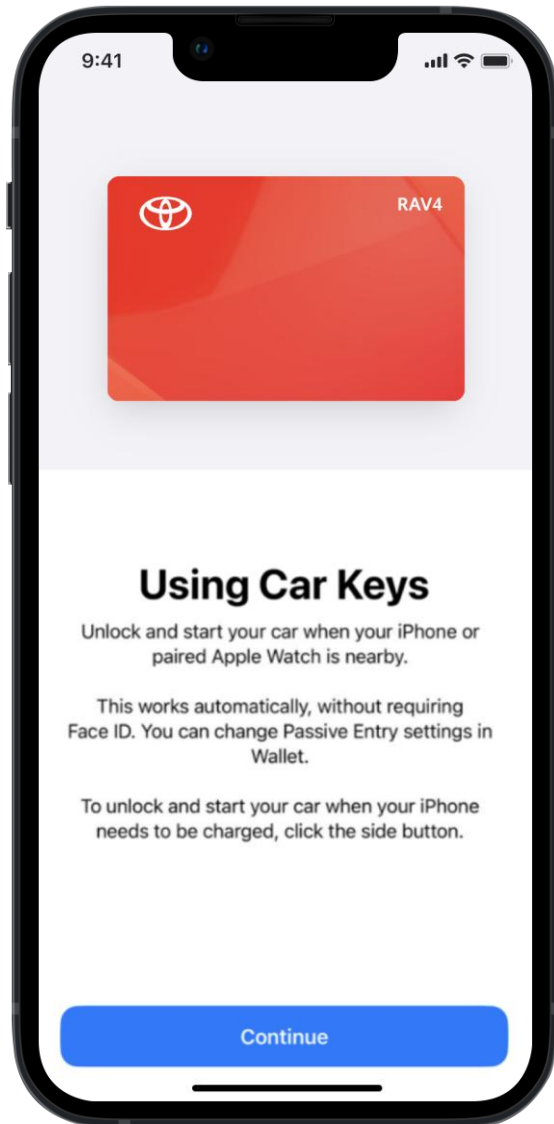 9:41
RAV4
Using Car Keys
Unlock and start your car when your iPhone or
paired Apple Watch is nearby.
This works automatically, without requiring
Face ID. You can change Passive Entry settings in
Wallet.
To unlock and start your car when your iPhone
needs to be charged, click the side button.
Continue